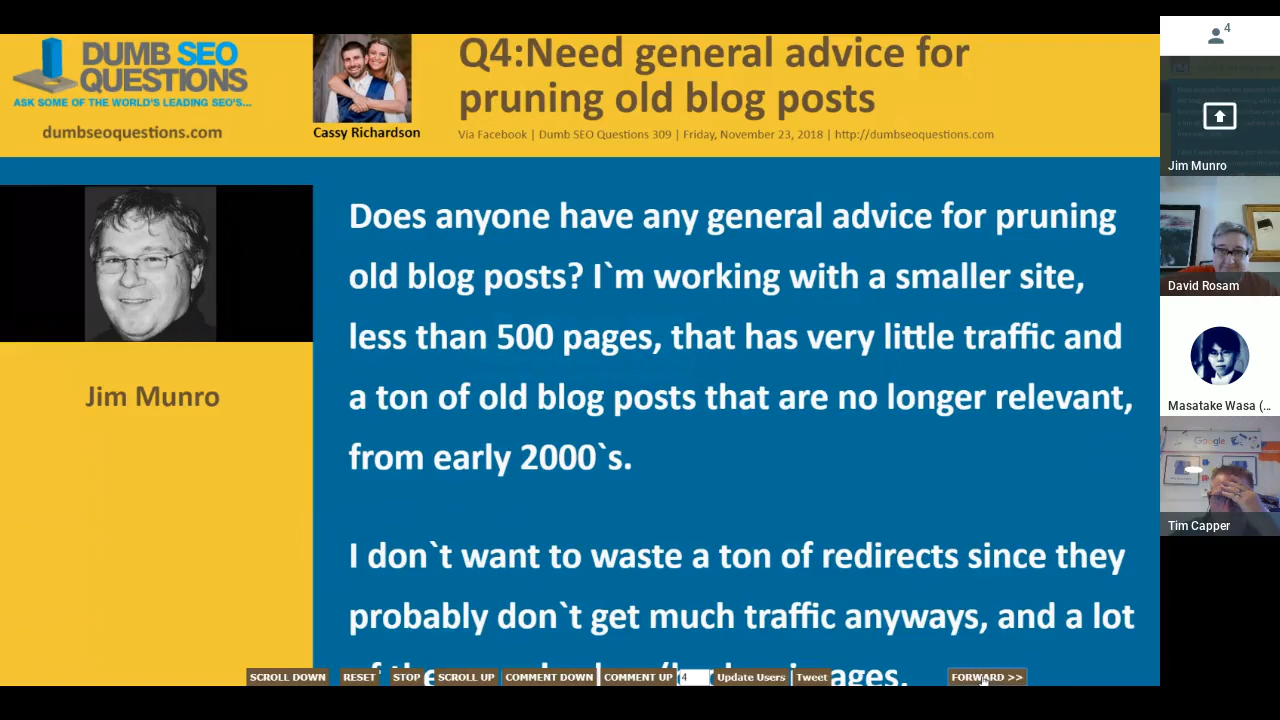 DUMB SEO
QUESTIONS
ASK SOME OF THE WORLD'S LEADING SEO'S...
dumbseoquestions.com
Cassy Richardson
Q4:Need general advice for
pruning old blog posts
Via Facebook | Dumb SEO Questions 309 | Friday, November 23, 2018 | http://dumbseoquestions.com
Jim Munro
Does anyone have any general advice for pruning
old blog posts? I`m working with a smaller site,
less than 500 pages, that has very little traffic and
a ton of old blog posts that are no longer relevant,
from early 2000`s.
I don`t want to waste a ton of redirects since they
probably don`t get much traffic anyways, and a lot
ages.
SCROLL DOWN RESET STOP SCROLL UP COMMENT DOWN COMMENT UP 4 Update Users Tweet FORWARD >>
4
Jim Munro
David Rosam
Masatake Wasa (...
Google
Tim Capper